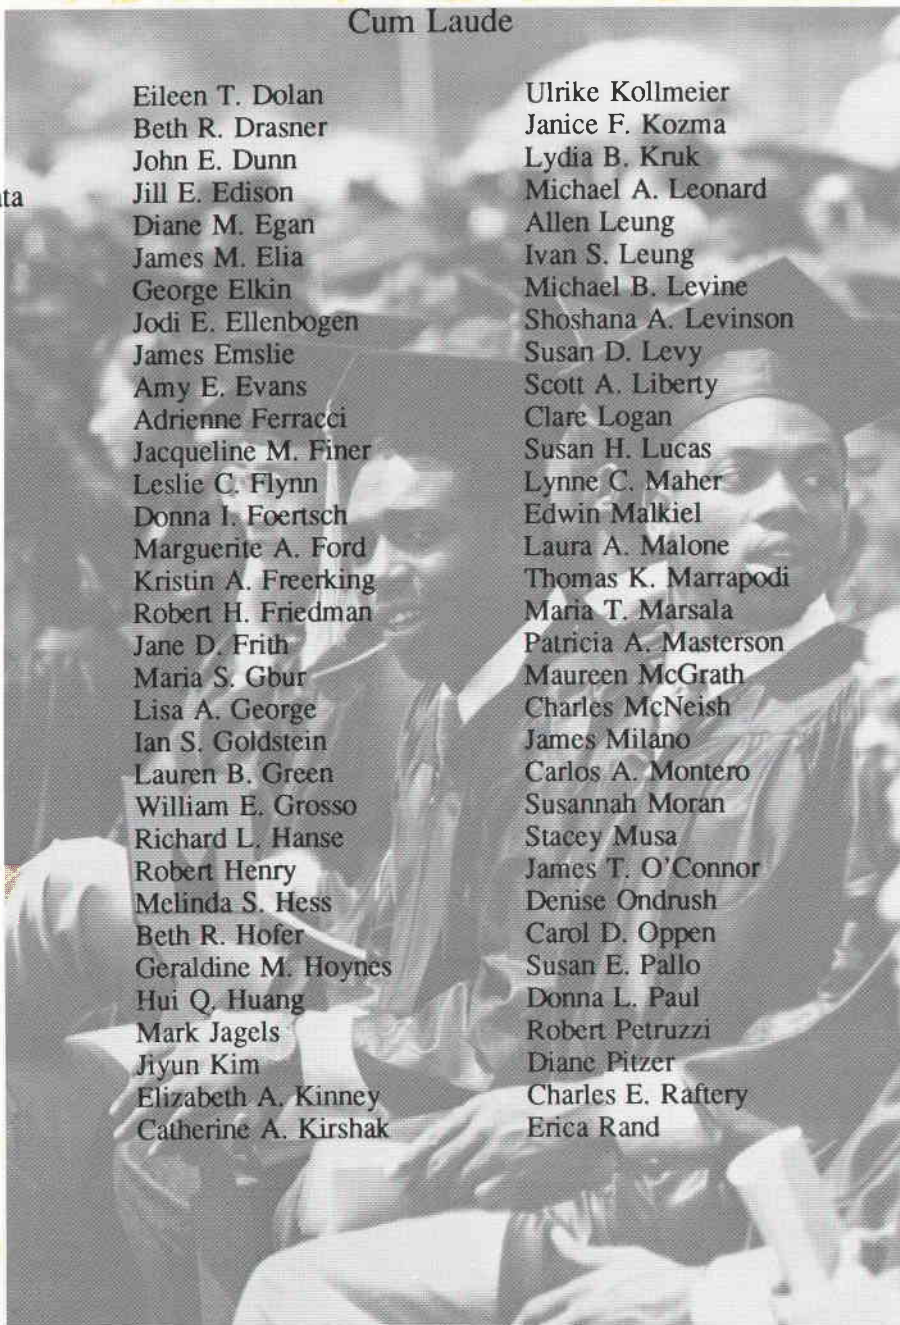 Cum Laude
ata
Eileen T. Dolan
Beth R. Drasner
John E. Dunn
Jill E. Edison
Diane M. Egan
James M. Elia
George Elkin
Jodi E. Ellenbogen
James Emslie
Amy E. Evans
Adrienne Ferracci
Jacqueline M. Finer
Leslie C. Flynn
Donna I. Foertsch
Marguerite A. Ford
Kristin A. Freerking
Robert H. Friedman
Jane D. Frith
Maria S. Gbur
Lisa A. George
Ian S. Goldstein
Lauren B. Green
William E. Grosso
Richard L. Hanse
Robert Henry
Melinda S. Hess
Beth R. Hofer
Geraldine M. Hoynes
Hui Q. Huang
Mark Jagels
Jiyun Kim
Elizabeth A. Kinney
Catherine A. Kirshak
Ulrike Kollmeier
Janice F. Kozma
Lydia B. Kruk
Michael A. Leonard
Allen Leung
Ivan S. Leung
Michael B. Levine
Shoshana A. Levinson
Susan D. Levy
Scott A. Liberty
Clare Logan
Susan H. Lucas
Lynne C. Maher
Edwin Malkiel
Laura A. Malone
Thomas K. Marrapodi
Maria T. Marsala
Patricia A. Masterson
Maureen McGrath
Charles McNeish
James Milano
Carlos A. Montero
Susannah Moran
Stacey Musa
James T. O'Connor
Denise Ondrush
Carol D. Oppen
Susan E. Pallo
Donna L. Paul
Robert Petruzzi
Diane Pitzer
Charles E. Raftery
Erica Rand